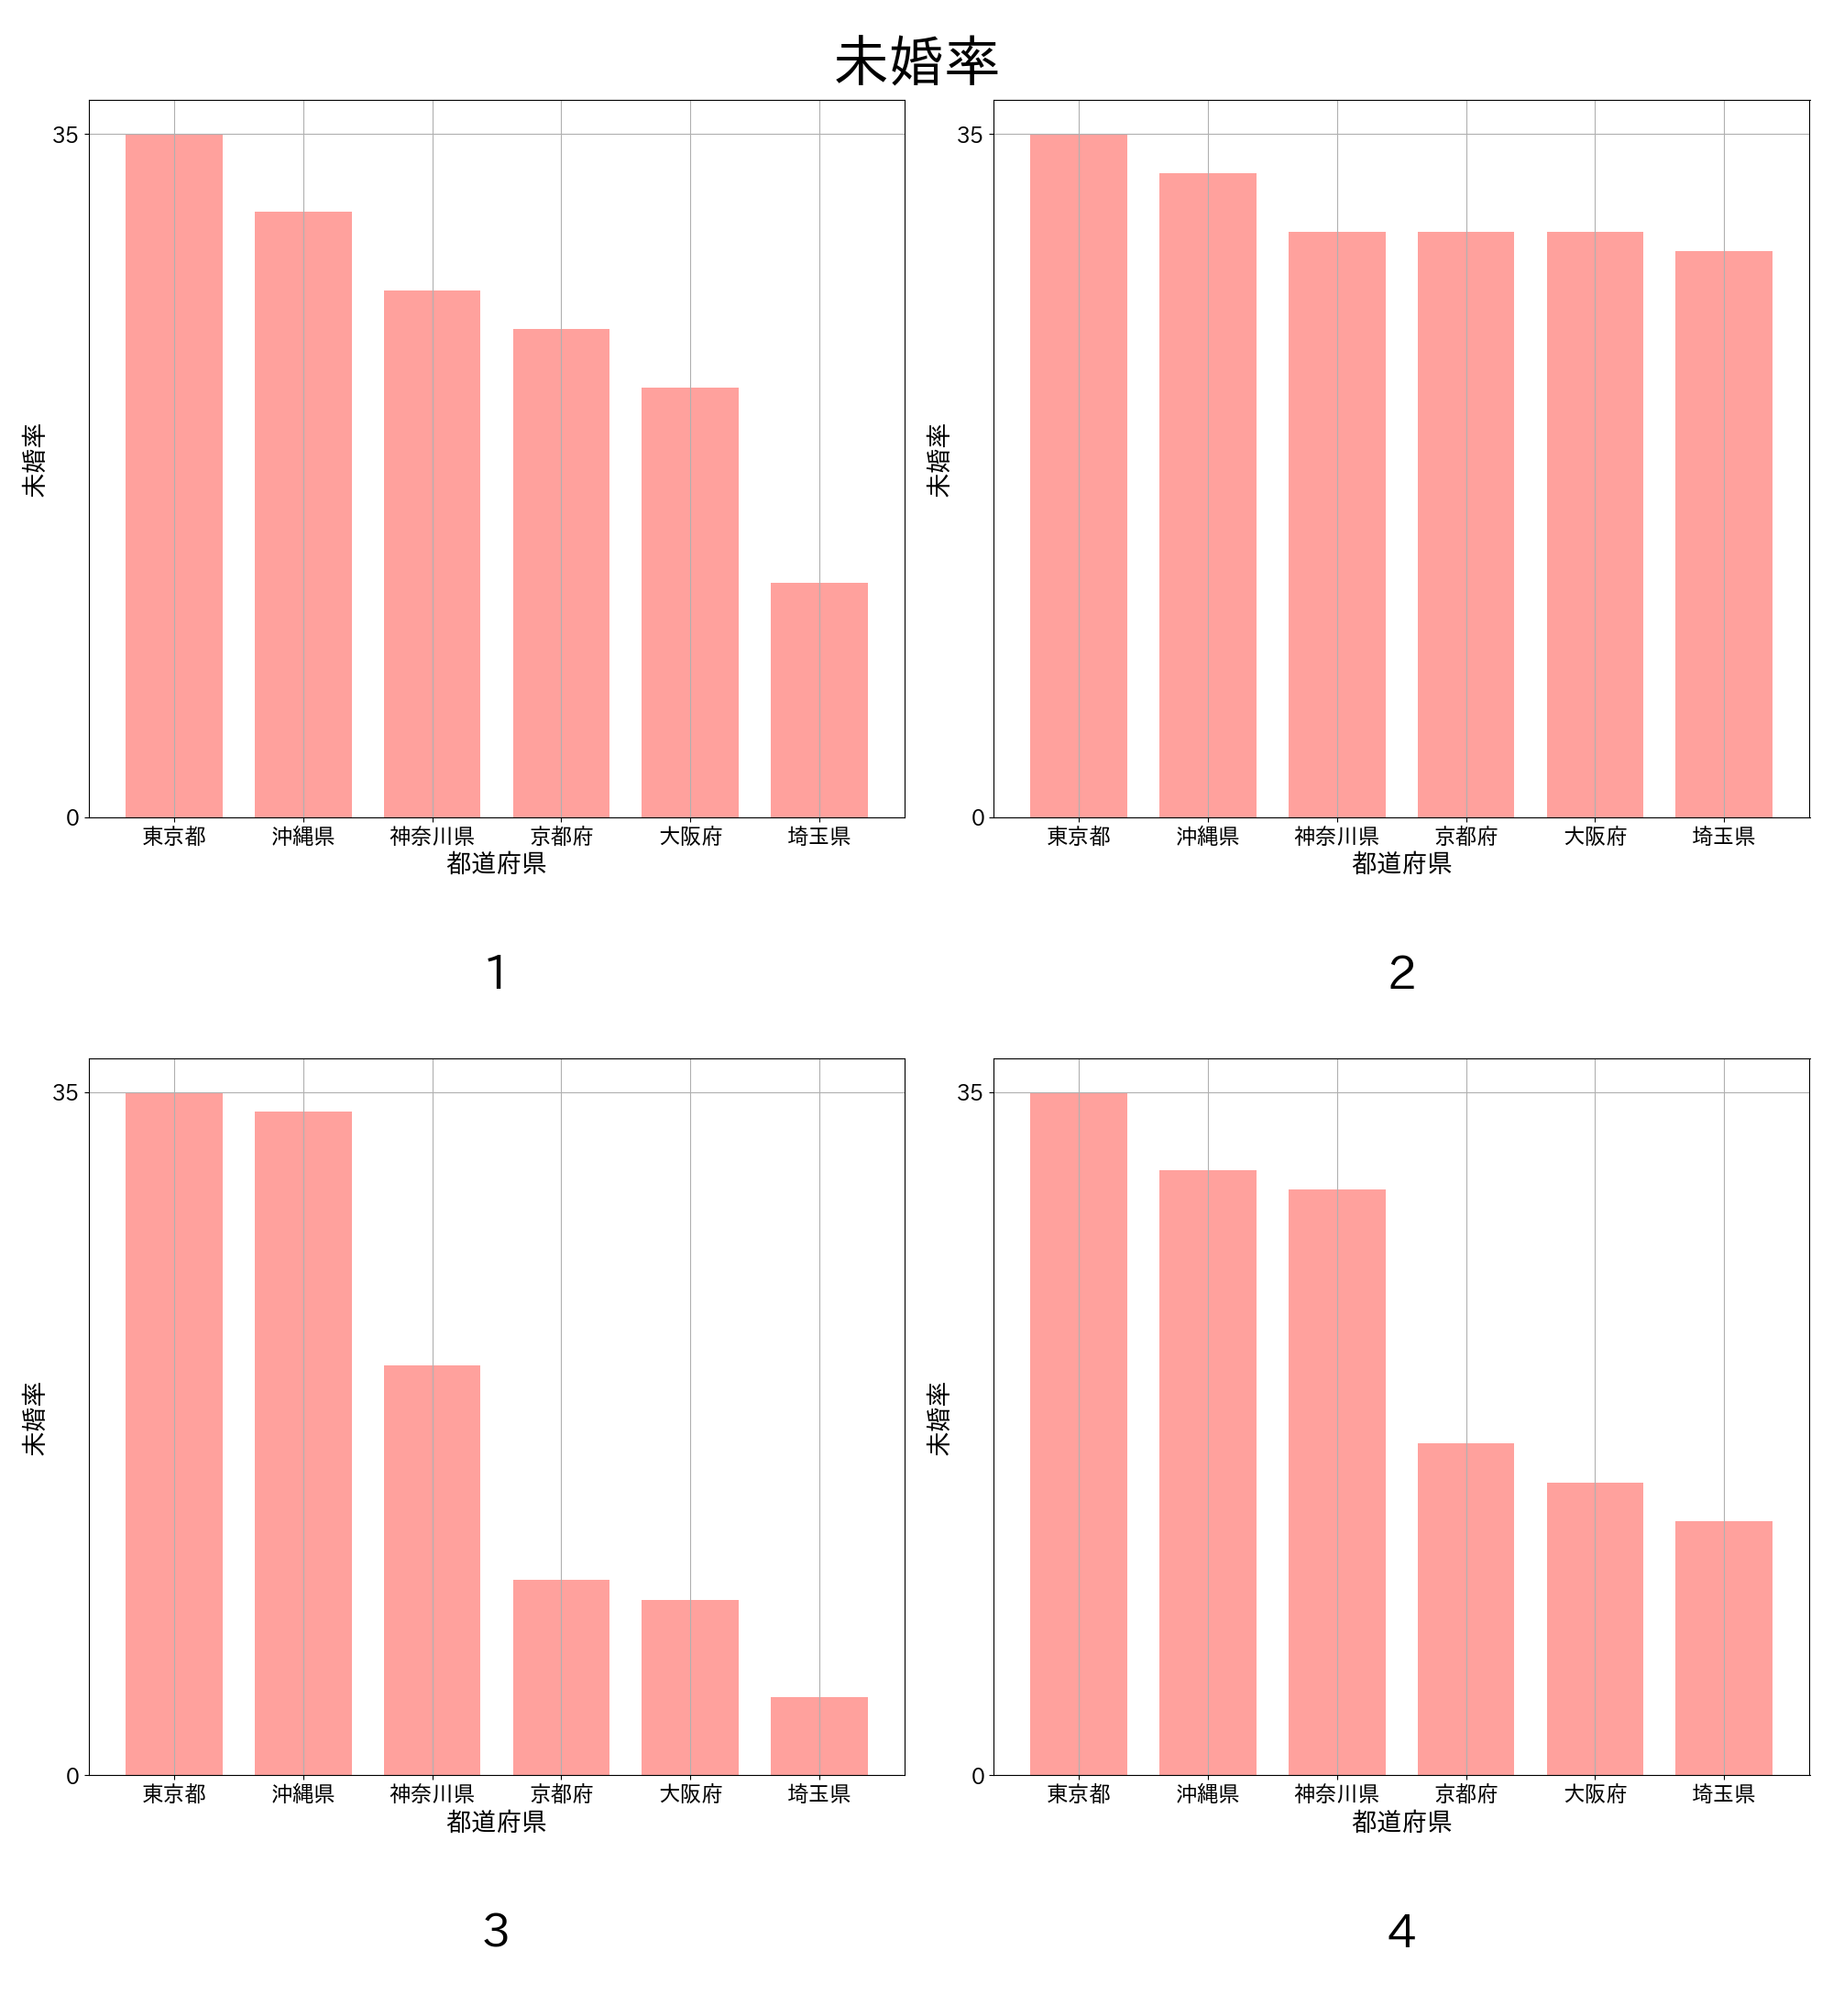 未婚率
35
0
未婚率
東京都 沖縄県 神奈川県 京都府 大阪府 埼玉県
都道府県
1
35
0
未婚率
東京都 沖縄県 神奈川県 京都府 大阪府 埼玉県
都道府県
2
35
0
未婚率
東京都 沖縄県 神奈川県 京都府 大阪府 埼玉県
都道府県
3
35
0
未婚率
東京都 沖縄県 神奈川県 京都府 大阪府 埼玉県
都道府県
4